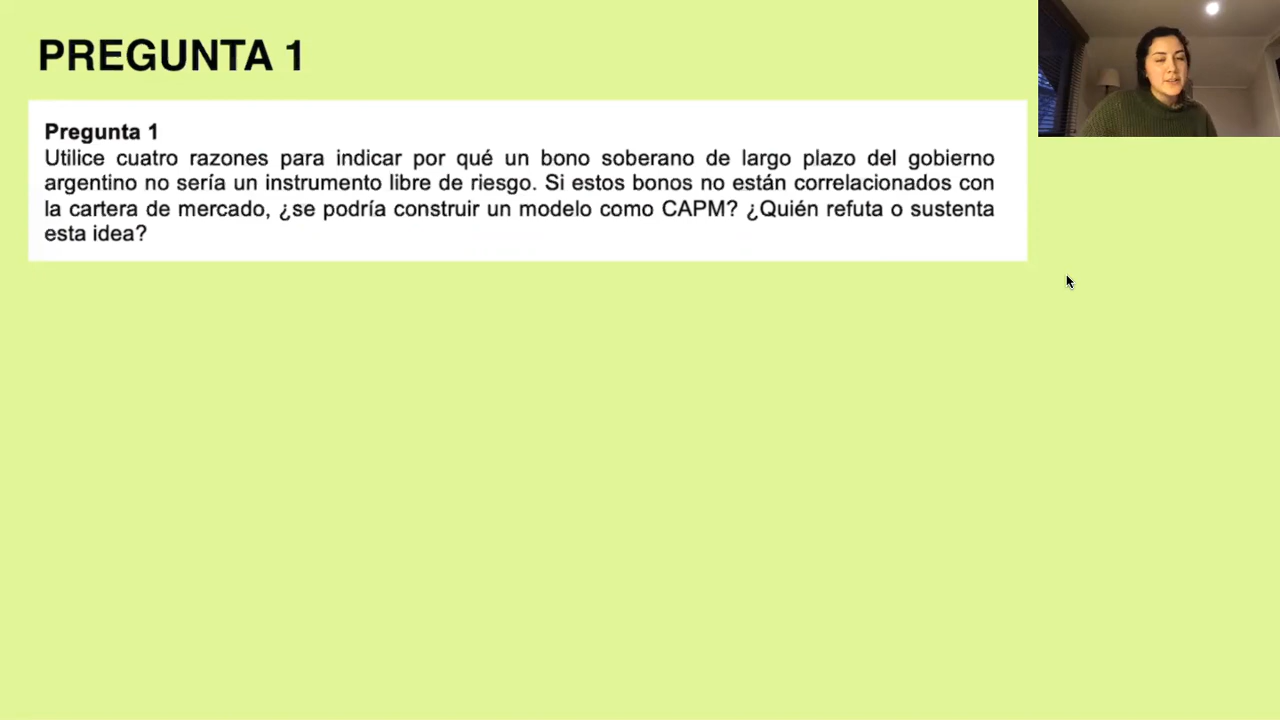 PREGUNTA 1
Pregunta 1
Utilice cuatro razones para indicar por qué un bono soberano de largo plazo del gobierno
argentino no sería un instrumento libre de riesgo. Si estos bonos no están correlacionados con
la cartera de mercado, ¿se podría construir un modelo como CAPM? ¿Quién refuta o sustenta
esta idea?